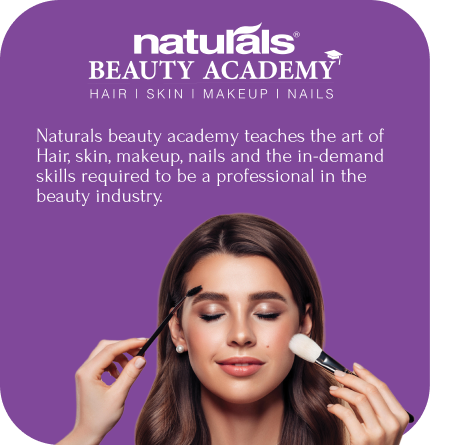 naturals®
BEAUTY ACADEMY
HAIR | SKIN | MAKEUP | NAILS
Naturals beauty academy teaches the art of
Hair, skin, makeup, nails and the in-demand
skills required to be a professional in the
beauty industry.